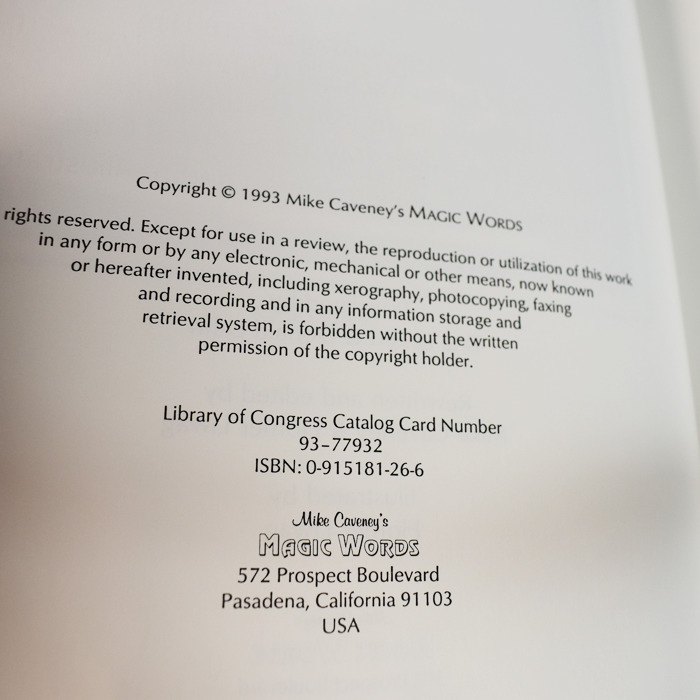 Copyright © 1993 Mike Caveney's MAGIC WORDS
rights reserved. Except for use in a review, the reproduction or utilization of this work
in any form or by any electronic, mechanical or other means, now known
or hereafter invented, including xerography, photocopying, faxing
and recording and in any information storage and
retrieval system, is forbidden without the written
permission of the copyright holder.
Library of Congress Catalog Card Number
93-77932
ISBN: 0-915181-26-6
Mike Caveney's
MAGIC WORDS
572 Prospect Boulevard
Pasadena, California 91103
USA